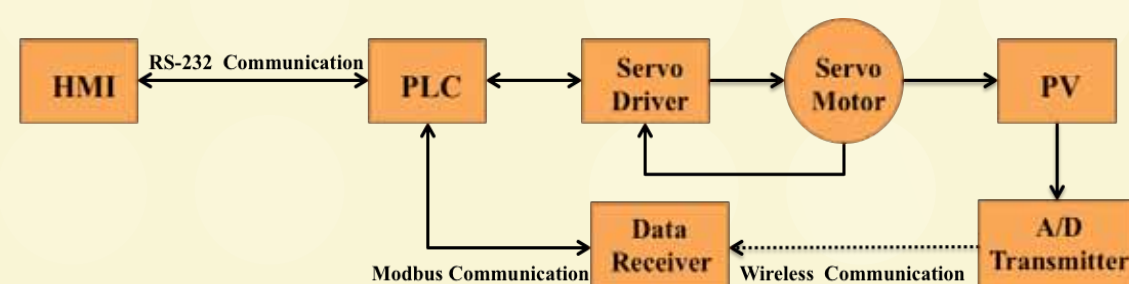 HMI
RS-232 Communication
PLC
Servo
Driver
Servo
Motor
PV
Data
Receiver
A/D
Transmitter
Modbus Communication
Wireless Communication